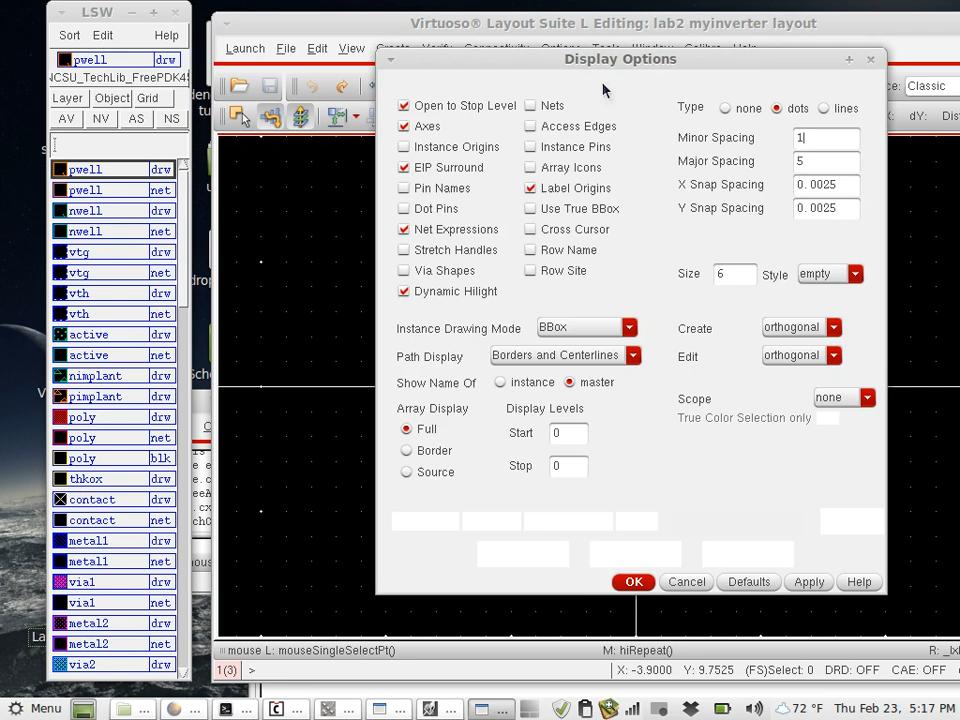 LSW
Sort Edit Help
pwell drw
NCSU_TechLib_FreePDK45
Layer Object Grid
AV NV AS NS
pwell drw
pwell net
nwell drw
nwell net
vtg drw
vtg net
vth drw
vth net
active drw
active net
nimplant drw
pimplant drw
poly drw
poly net
poly blk
thkox drw
contact drw
contact net
metal1 drw
metal1 net
via1 drw
via1 net
metal2 drw
metal2 net
via2 drw
Virtuoso® Layout Suite L Editing: lab2 myinverter layout
Launch File Edit View
Classic
dY:
Display Options
Open to Stop Level Nets
Axes Access Edges
Instance Origins Instance Pins
EIP Surround Array Icons
Pin Names Label Origins
Dot Pins Use True BBox
Net Expressions Cross Cursor
Stretch Handles Row Name
Via Shapes Row Site
Dynamic Hilight
Type none dots lines
Minor Spacing 1
Major Spacing 5
X Snap Spacing 0.0025
Y Snap Spacing 0.0025
Size 6 Style empty
Instance Drawing Mode BBox
Path Display Borders and Centerlines
Show Name Of instance master
Array Display Display Levels
Full Start 0
Border
Source Stop 0
Create orthogonal
Edit orthogonal
Scope none
True Color Selection only
OK Cancel Defaults Apply Help
mouse L: mouseSingleSelectPt() M: hiRepeat()
1(3) > X: -3.9000 Y: 9.7525 (FS)Select: 0 DRD: OFF CAE: OFF
Menu ... ... ... ... ... ... ... ... 72 °F Thu Feb 23, 5:17 PM